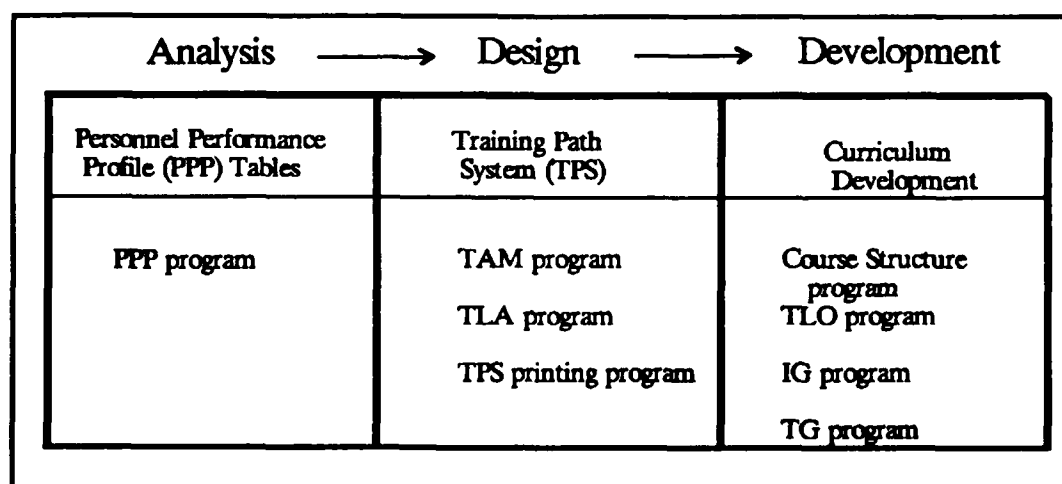 Analysis → Design → Development
Personnel Performance
Profile (PPP) Tables
Training Path
System (TPS)
Curriculum
Development
PPP program
TAM program
TLA program
TPS printing program
Course Structure
program
TLO program
IG program
TG program